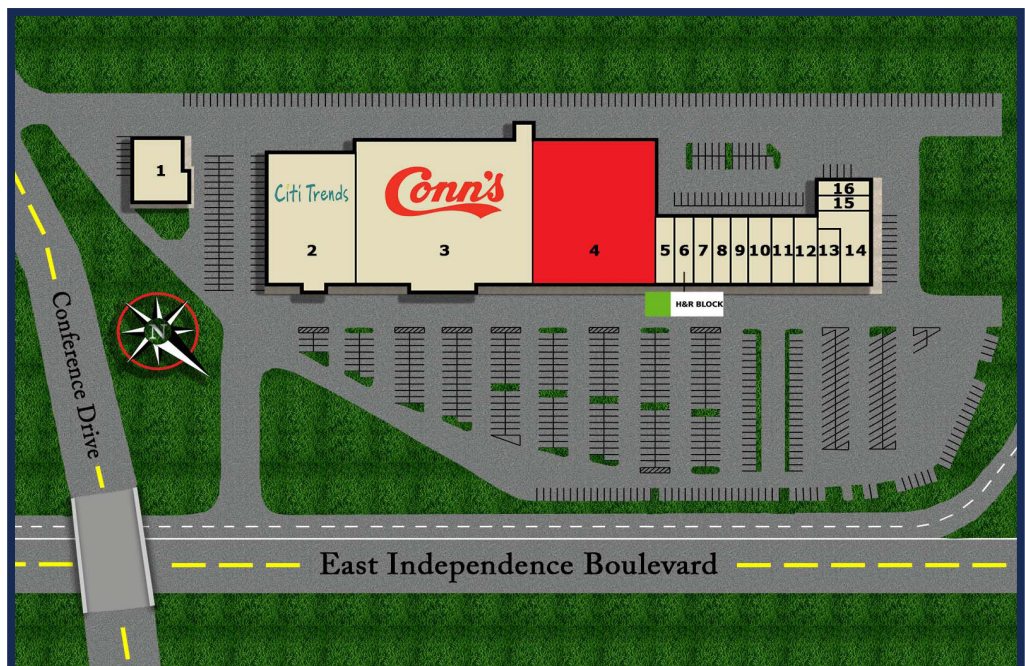 1
16
15
Citi Trends
Conn's
2
3
4
5
6
7
8
9
10
11
12
13
14
H&R BLOCK
N
Conference Drive
East Independence Boulevard